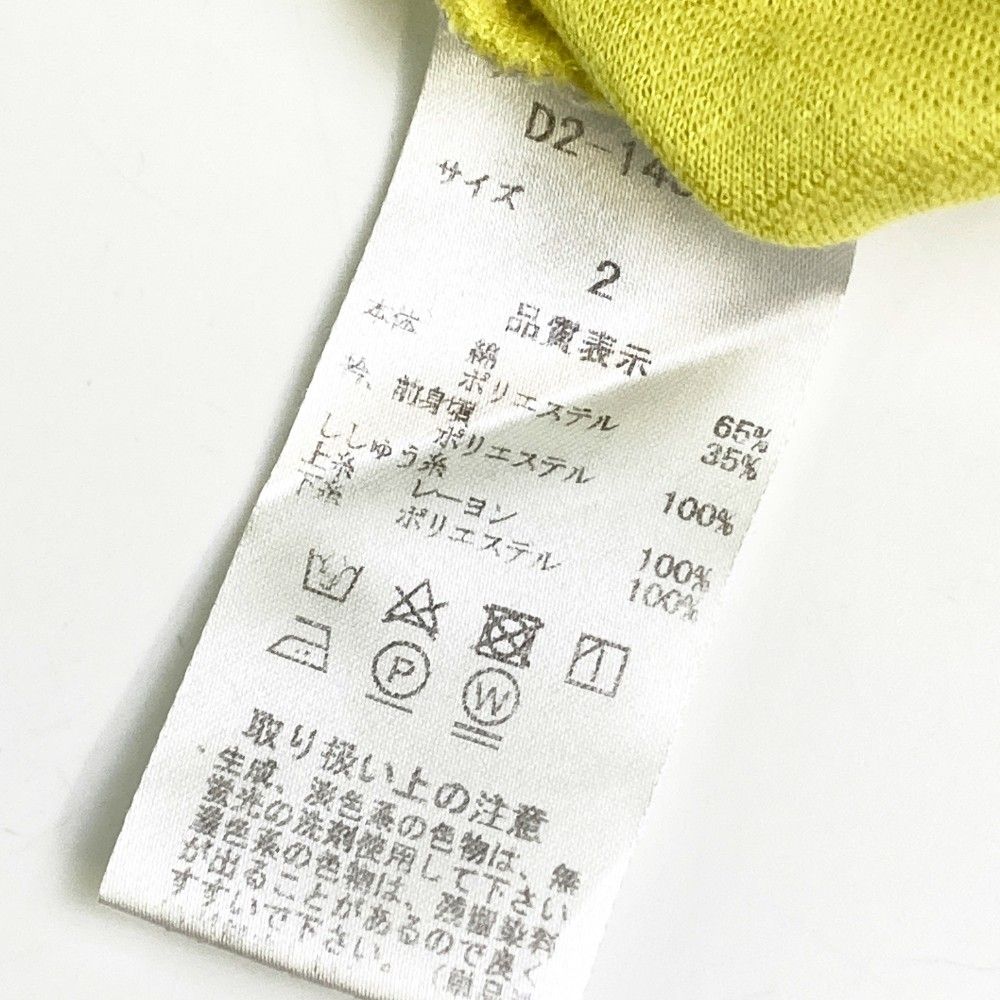 D2-14
サイズ
2
品質表示
本体 綿 65%
ポリエステル 35%
衿、前身頃 ポリエステル 100%
ししゅう糸
上糸 レーヨン 100%
下糸 ポリエステル 100%
P W
取り扱い上の注意
生成、淡色系の色物は、無
蛍光の洗剤使用して下さい
の色物は、残留染料
が出ることがあるので良く
すすいで下さい。